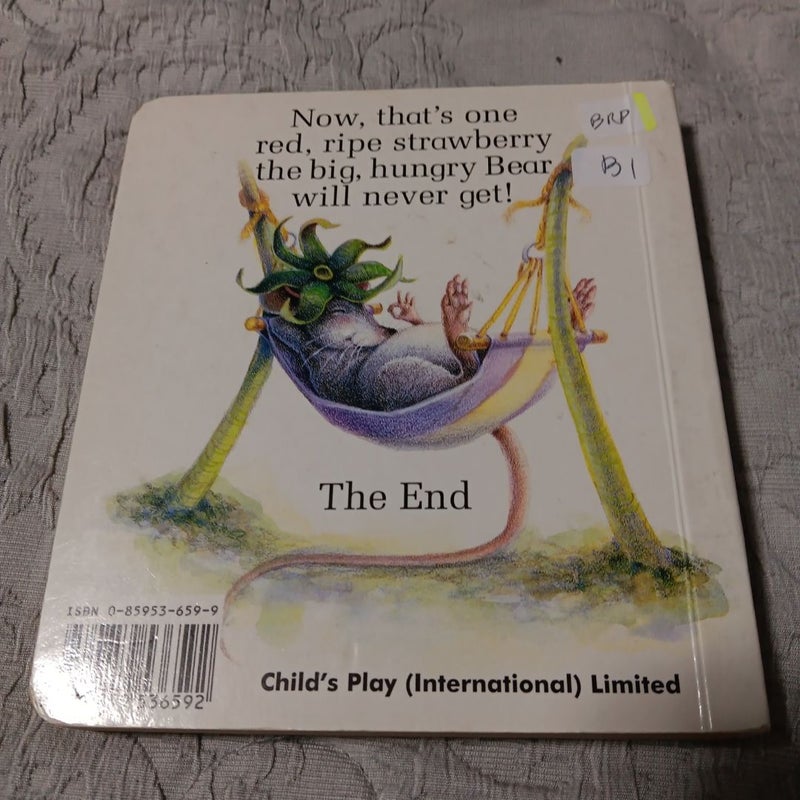 Now, that's one
red, ripe strawberry
the big, hungry Bear
will never get!
BRP
B1
The End
ISBN 0-85953-659-9
536592
Child's Play (International) Limited